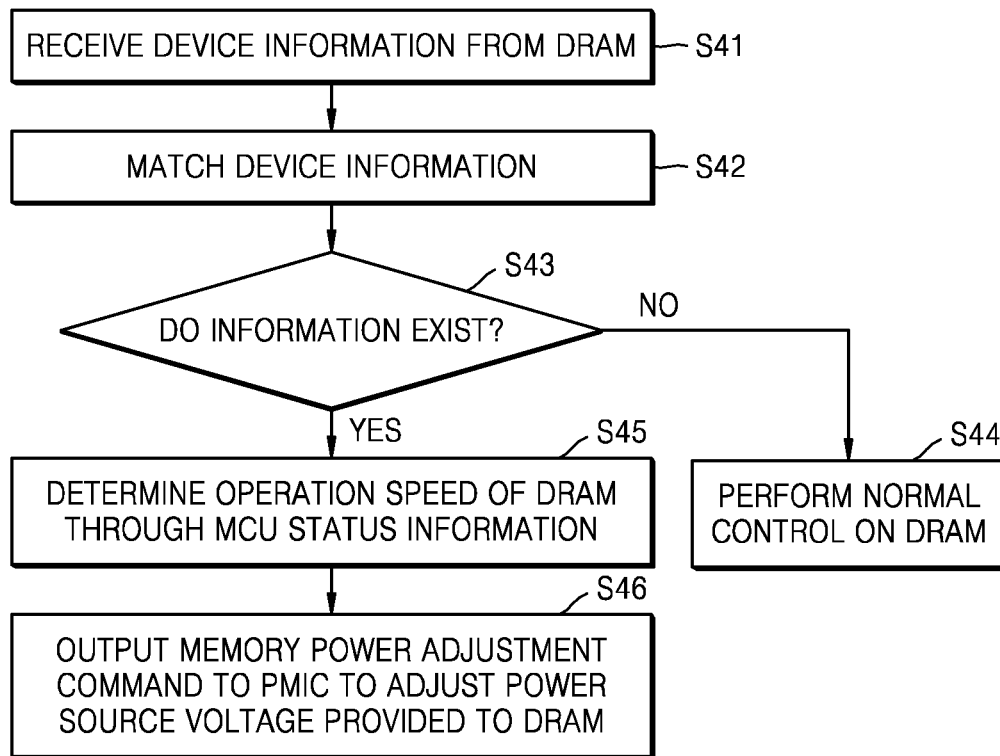 RECEIVE DEVICE INFORMATION FROM DRAM
S41
MATCH DEVICE INFORMATION
S42
S43
DO INFORMATION EXIST?
NO
YES
S45
DETERMINE OPERATION SPEED OF DRAM
THROUGH MCU STATUS INFORMATION
S44
PERFORM NORMAL
CONTROL ON DRAM
S46
OUTPUT MEMORY POWER ADJUSTMENT
COMMAND TO PMIC TO ADJUST POWER
SOURCE VOLTAGE PROVIDED TO DRAM